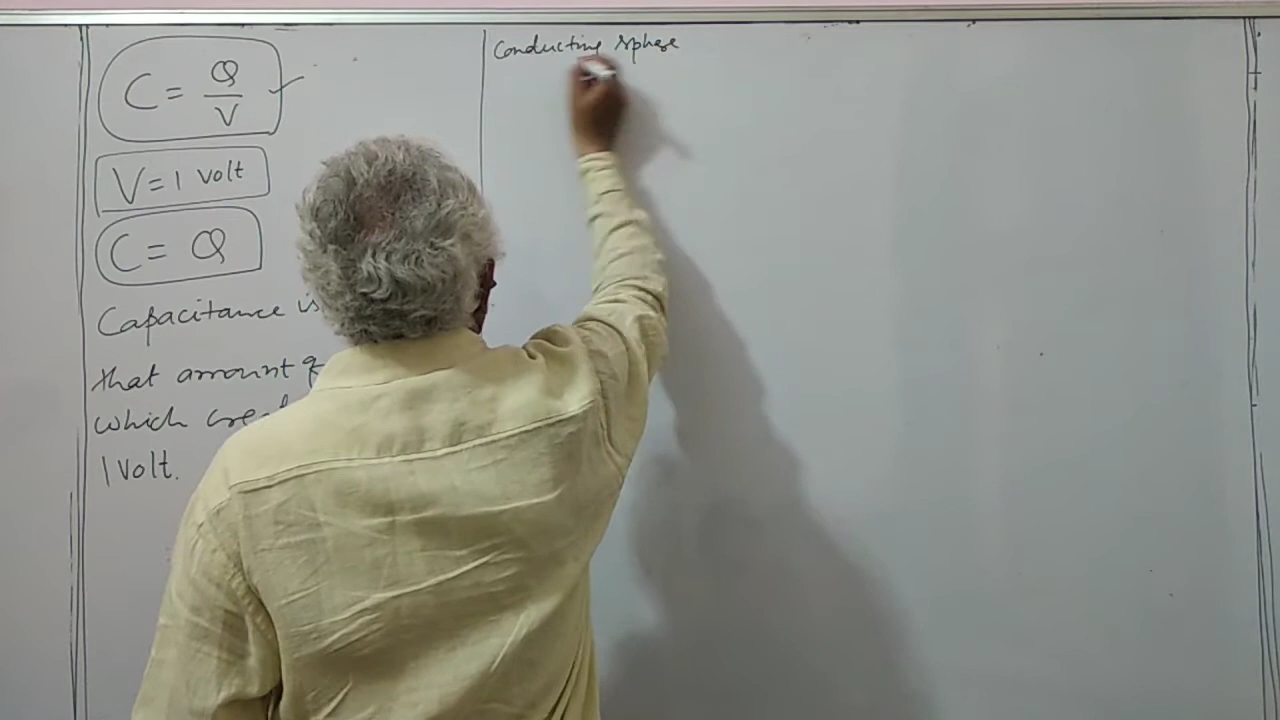 C = Q
V
V = 1 volt
C = Q
Capacitance is
that amount
which
1 volt.
Conducting sphere